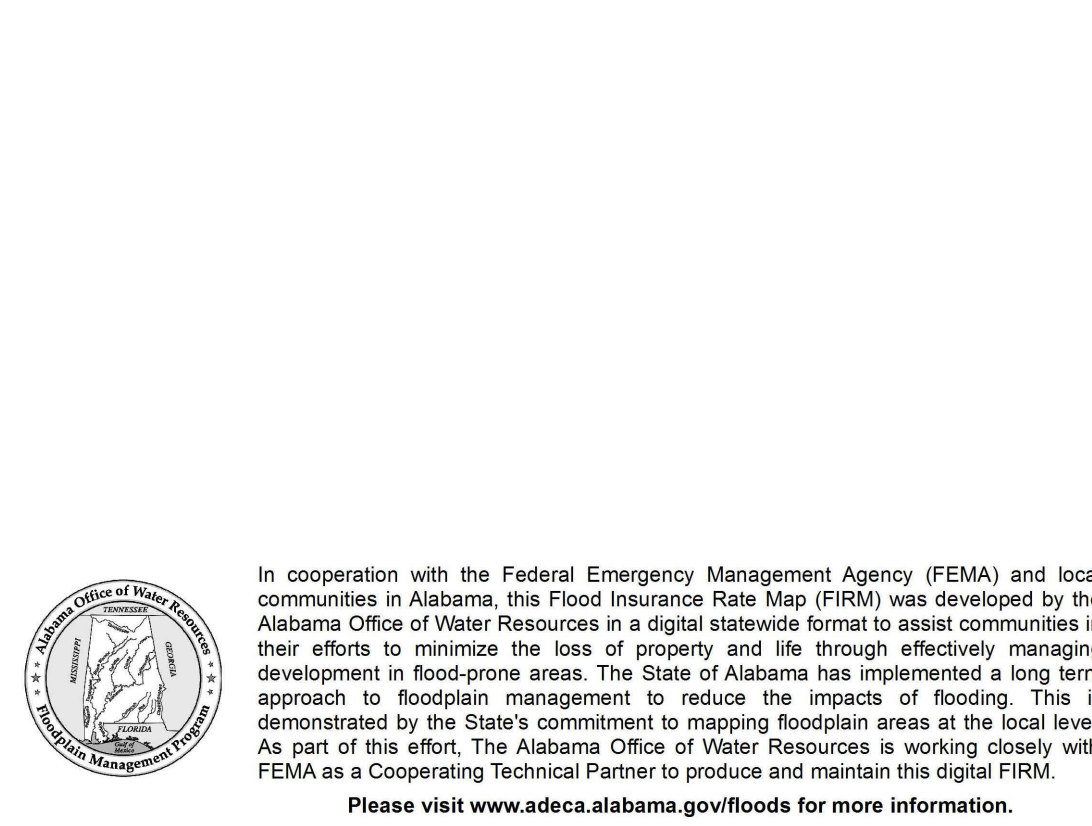 Alabama Office of Water Resources
TENNESSEE
MISSISSIPPI
GEORGIA
FLORIDA
Gulf of
Mexico
Floodplain Management Program
In cooperation with the Federal Emergency Management Agency (FEMA) and loca
communities in Alabama, this Flood Insurance Rate Map (FIRM) was developed by the
Alabama Office of Water Resources in a digital statewide format to assist communities i
their efforts to minimize the loss of property and life through effectively managin
development in flood-prone areas. The State of Alabama has implemented a long tern
approach to floodplain management to reduce the impacts of flooding. This i
demonstrated by the State's commitment to mapping floodplain areas at the local leve
As part of this effort, The Alabama Office of Water Resources is working closely with
FEMA as a Cooperating Technical Partner to produce and maintain this digital FIRM.
Please visit www.adeca.alabama.gov/floods for more information.